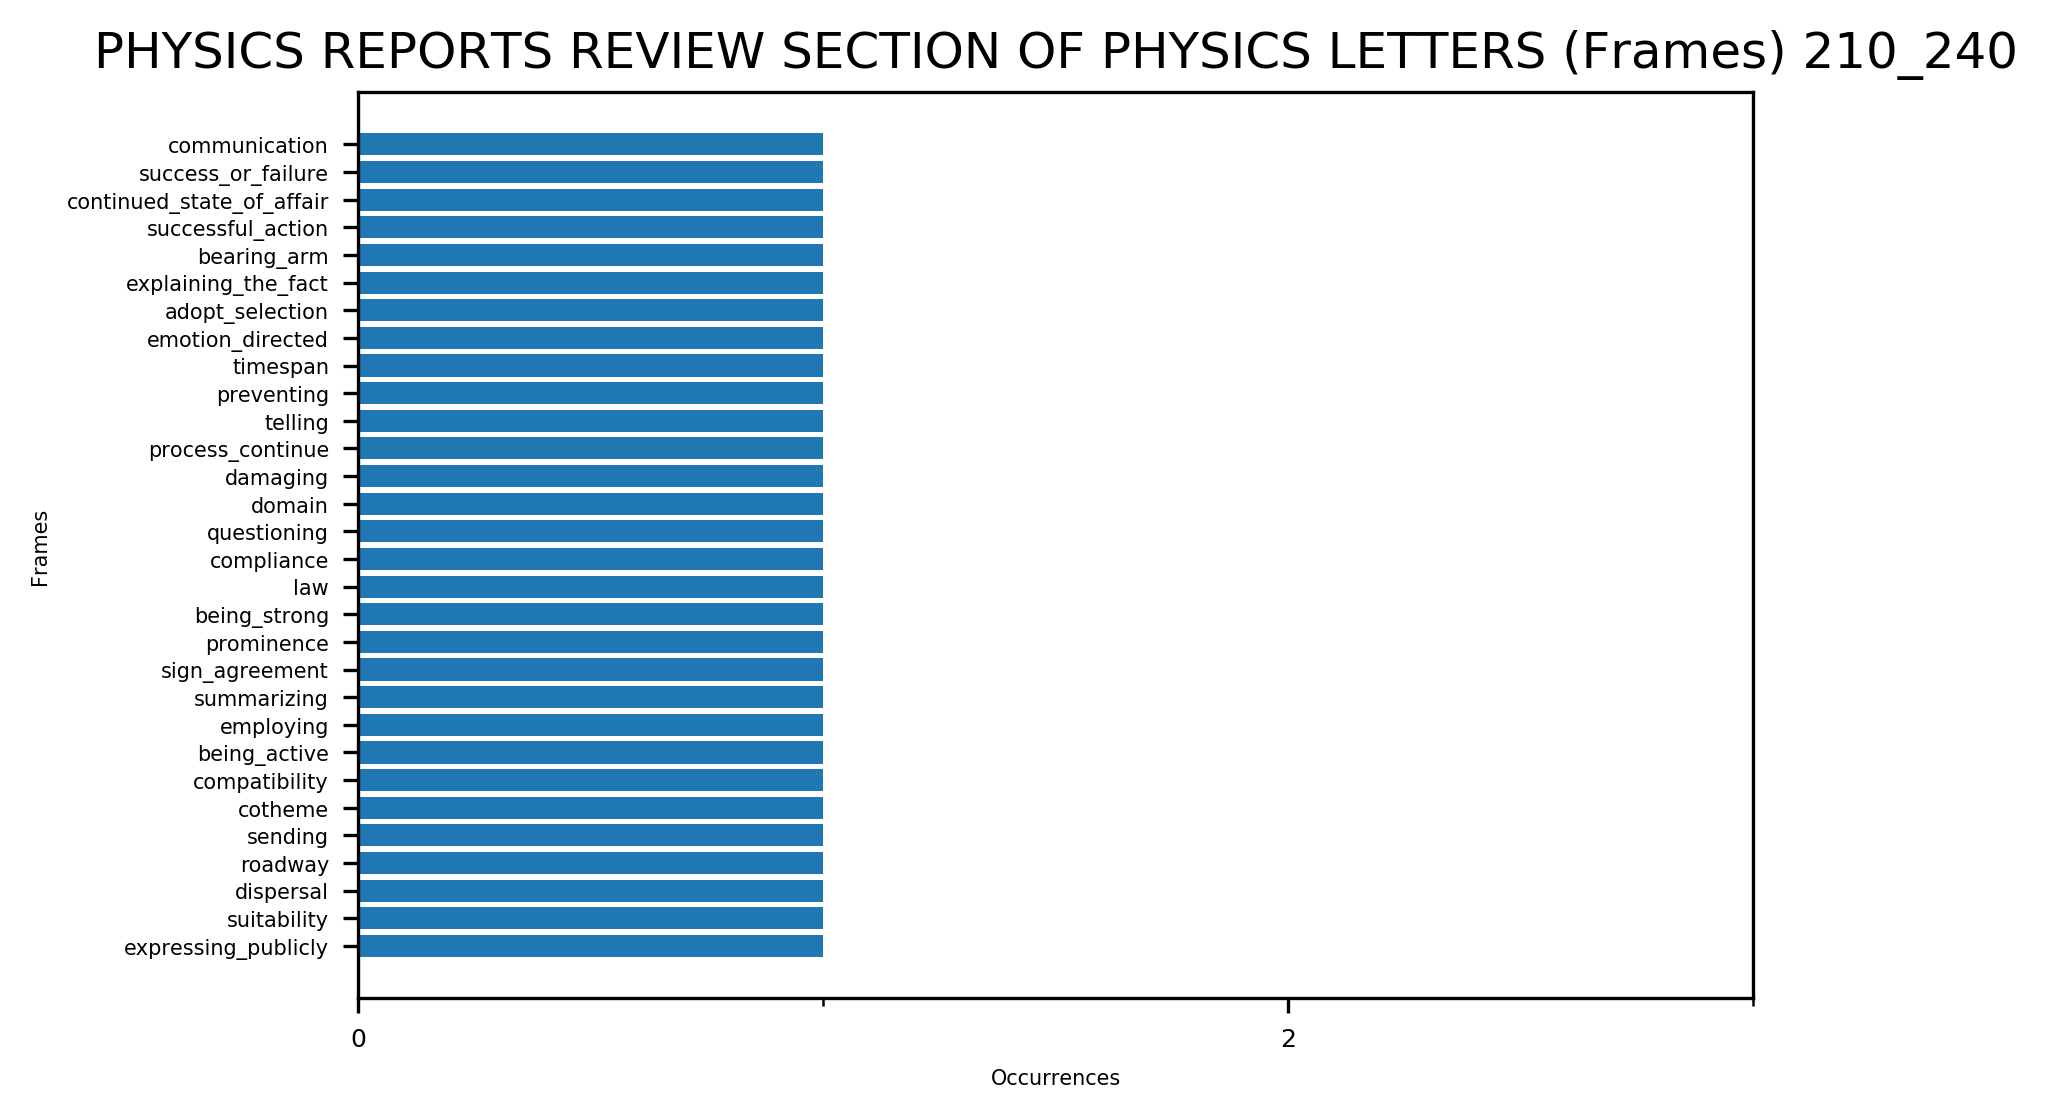 PHYSICS REPORTS REVIEW SECTION OF PHYSICS LETTERS (Frames) 210_240
communication
success_or_failure
continued_state_of_affair
successful_action
bearing_arm
explaining_the_fact
adopt_selection
emotion_directed
timespan
preventing
telling
process_continue
damaging
domain
questioning
compliance
law
being_strong
prominence
sign_agreement
summarizing
employing
being_active
compatibility
cotheme
sending
roadway
dispersal
suitability
expressing_publicly
Frames
0 2
Occurrences